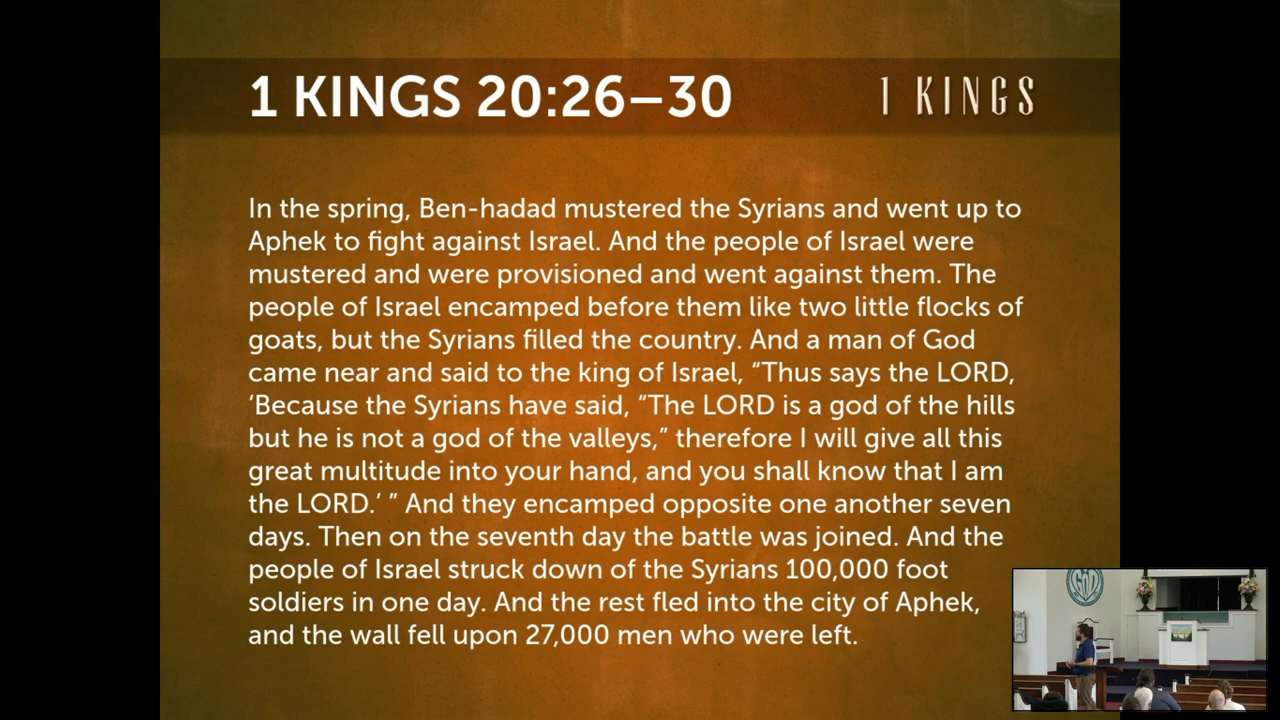 1 KINGS 20:26–30
1 KINGS
In the spring, Ben-hadad mustered the Syrians and went up to
Aphek to fight against Israel. And the people of Israel were
mustered and were provisioned and went against them. The
people of Israel encamped before them like two little flocks of
goats, but the Syrians filled the country. And a man of God
came near and said to the king of Israel, “Thus says the LORD,
‘Because the Syrians have said, “The LORD is a god of the hills
but he is not a god of the valleys,” therefore I will give all this
great multitude into your hand, and you shall know that I am
the LORD.’ ” And they encamped opposite one another seven
days. Then on the seventh day the battle was joined. And the
people of Israel struck down of the Syrians 100,000 foot
soldiers in one day. And the rest fled into the city of Aphek,
and the wall fell upon 27,000 men who were left.